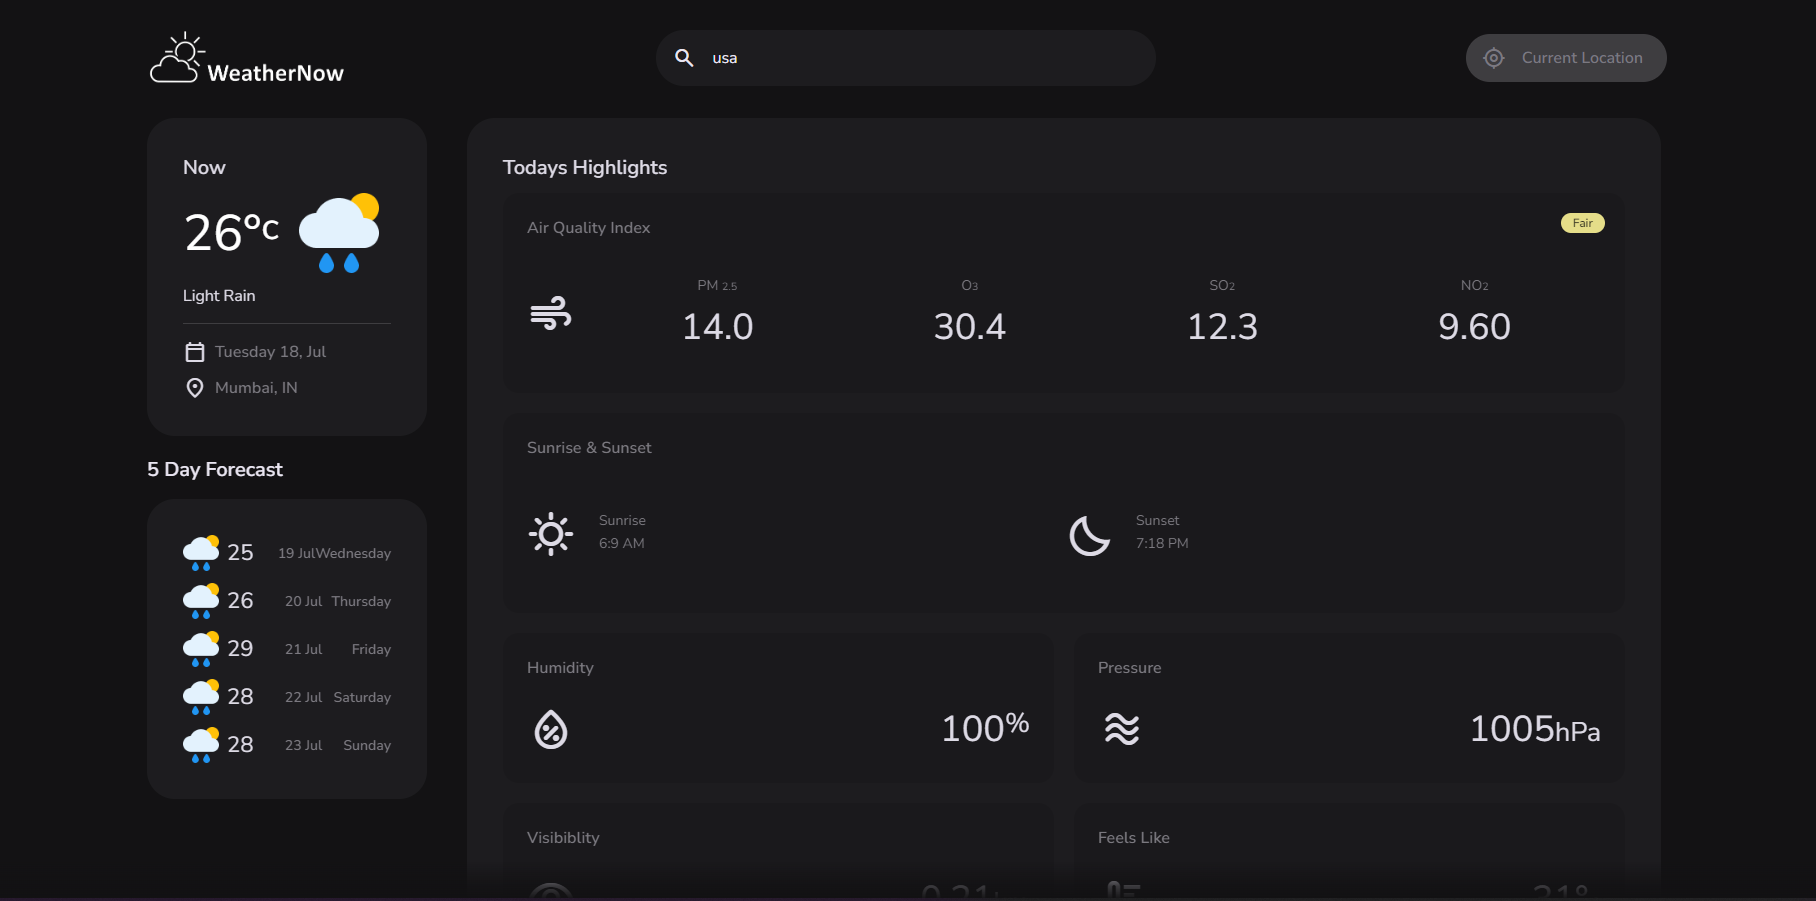 WeatherNow
usa
Current Location
Now
26°c
Light Rain
Tuesday 18, Jul
Mumbai, IN
5 Day Forecast
25 19 JulWednesday
26 20 Jul Thursday
29 21 Jul Friday
28 22 Jul Saturday
28 23 Jul Sunday
Todays Highlights
Air Quality Index
Fair
PM 2.5 O3 SO2 NO2
14.0 30.4 12.3 9.60
Sunrise & Sunset
Sunrise
6:9 AM
Sunset
7:18 PM
Humidity
100%
Pressure
1005hPa
Visibiblity
Feels Like
31°